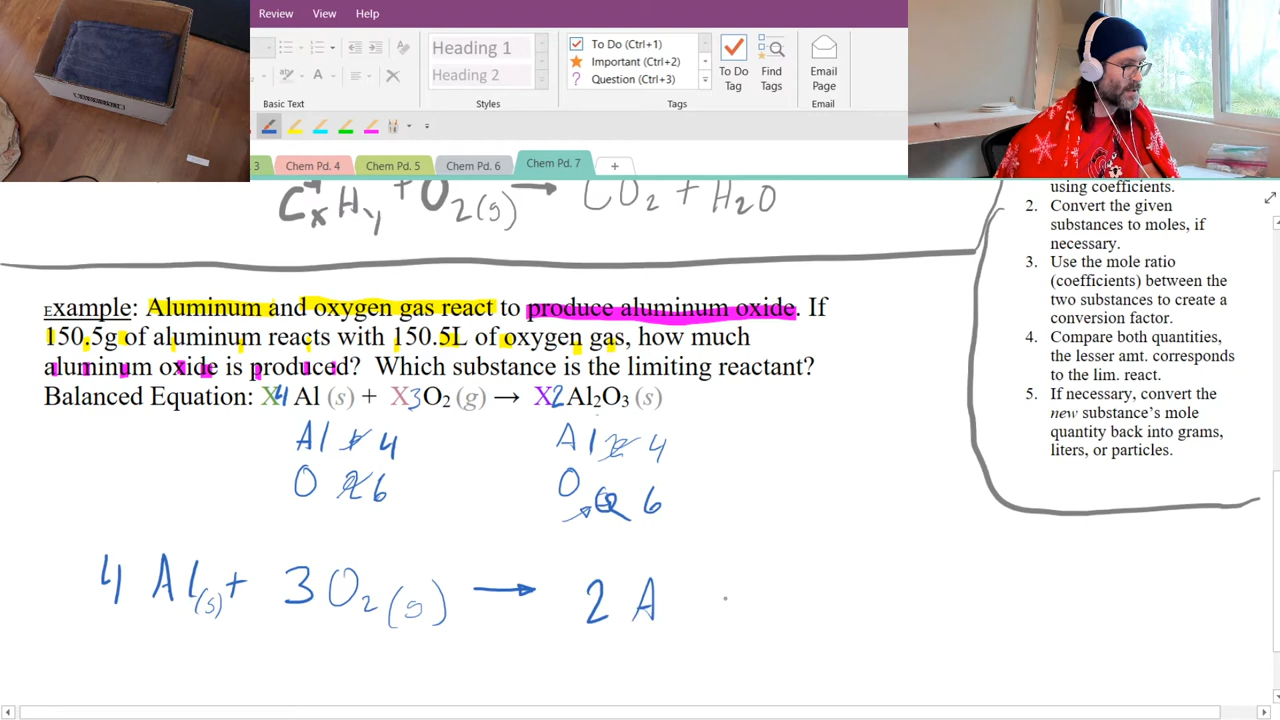 Review View Help
Heading 1
Heading 2
To Do (Ctrl+1)
Important (Ctrl+2)
? Question (Ctrl+3)
To Do Tag
Find Tags
Email Page
Basic Text Styles Tags Email
3 Chem Pd. 4 Chem Pd. 5 Chem Pd. 6 Chem Pd. 7 +
CxHy + O2(g) → CO2 + H2O
using coefficients.
2. Convert the given
substances to moles, if
necessary.
3. Use the mole ratio
(coefficients) between the
two substances to create a
conversion factor.
4. Compare both quantities,
the lesser amt. corresponds
to the lim. react.
5. If necessary, convert the
new substance's mole
quantity back into grams,
liters, or particles.
Example: Aluminum and oxygen gas react to produce aluminum oxide. If
150.5g of aluminum reacts with 150.5L of oxygen gas, how much
aluminum oxide is produced? Which substance is the limiting reactant?
Balanced Equation: X4 Al (s) + X3O₂ (g) → X2Al₂O₃ (s)
Al 4 Al 2 4
O 2 6 O 6
4 Al(s) + 3 O2(g) → 2 A